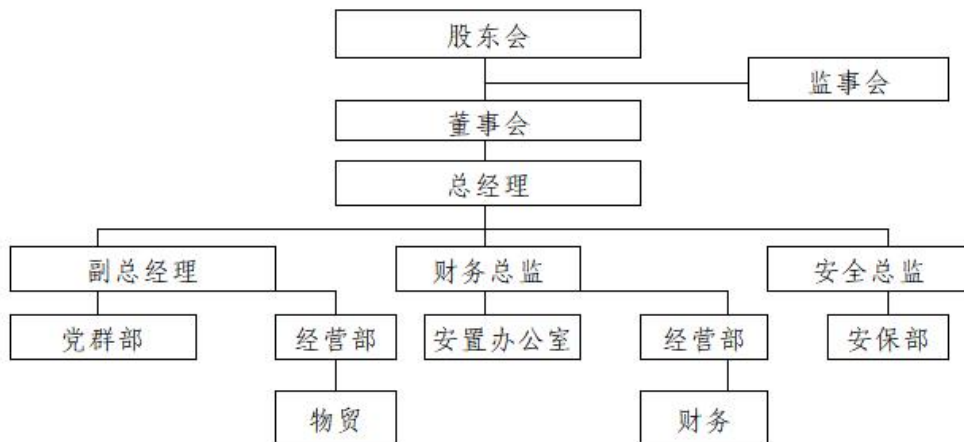 股东会
监事会
董事会
总经理
副总经理
财务总监
安全总监
党群部
经营部
安置办公室
经营部
安保部
物贸
财务